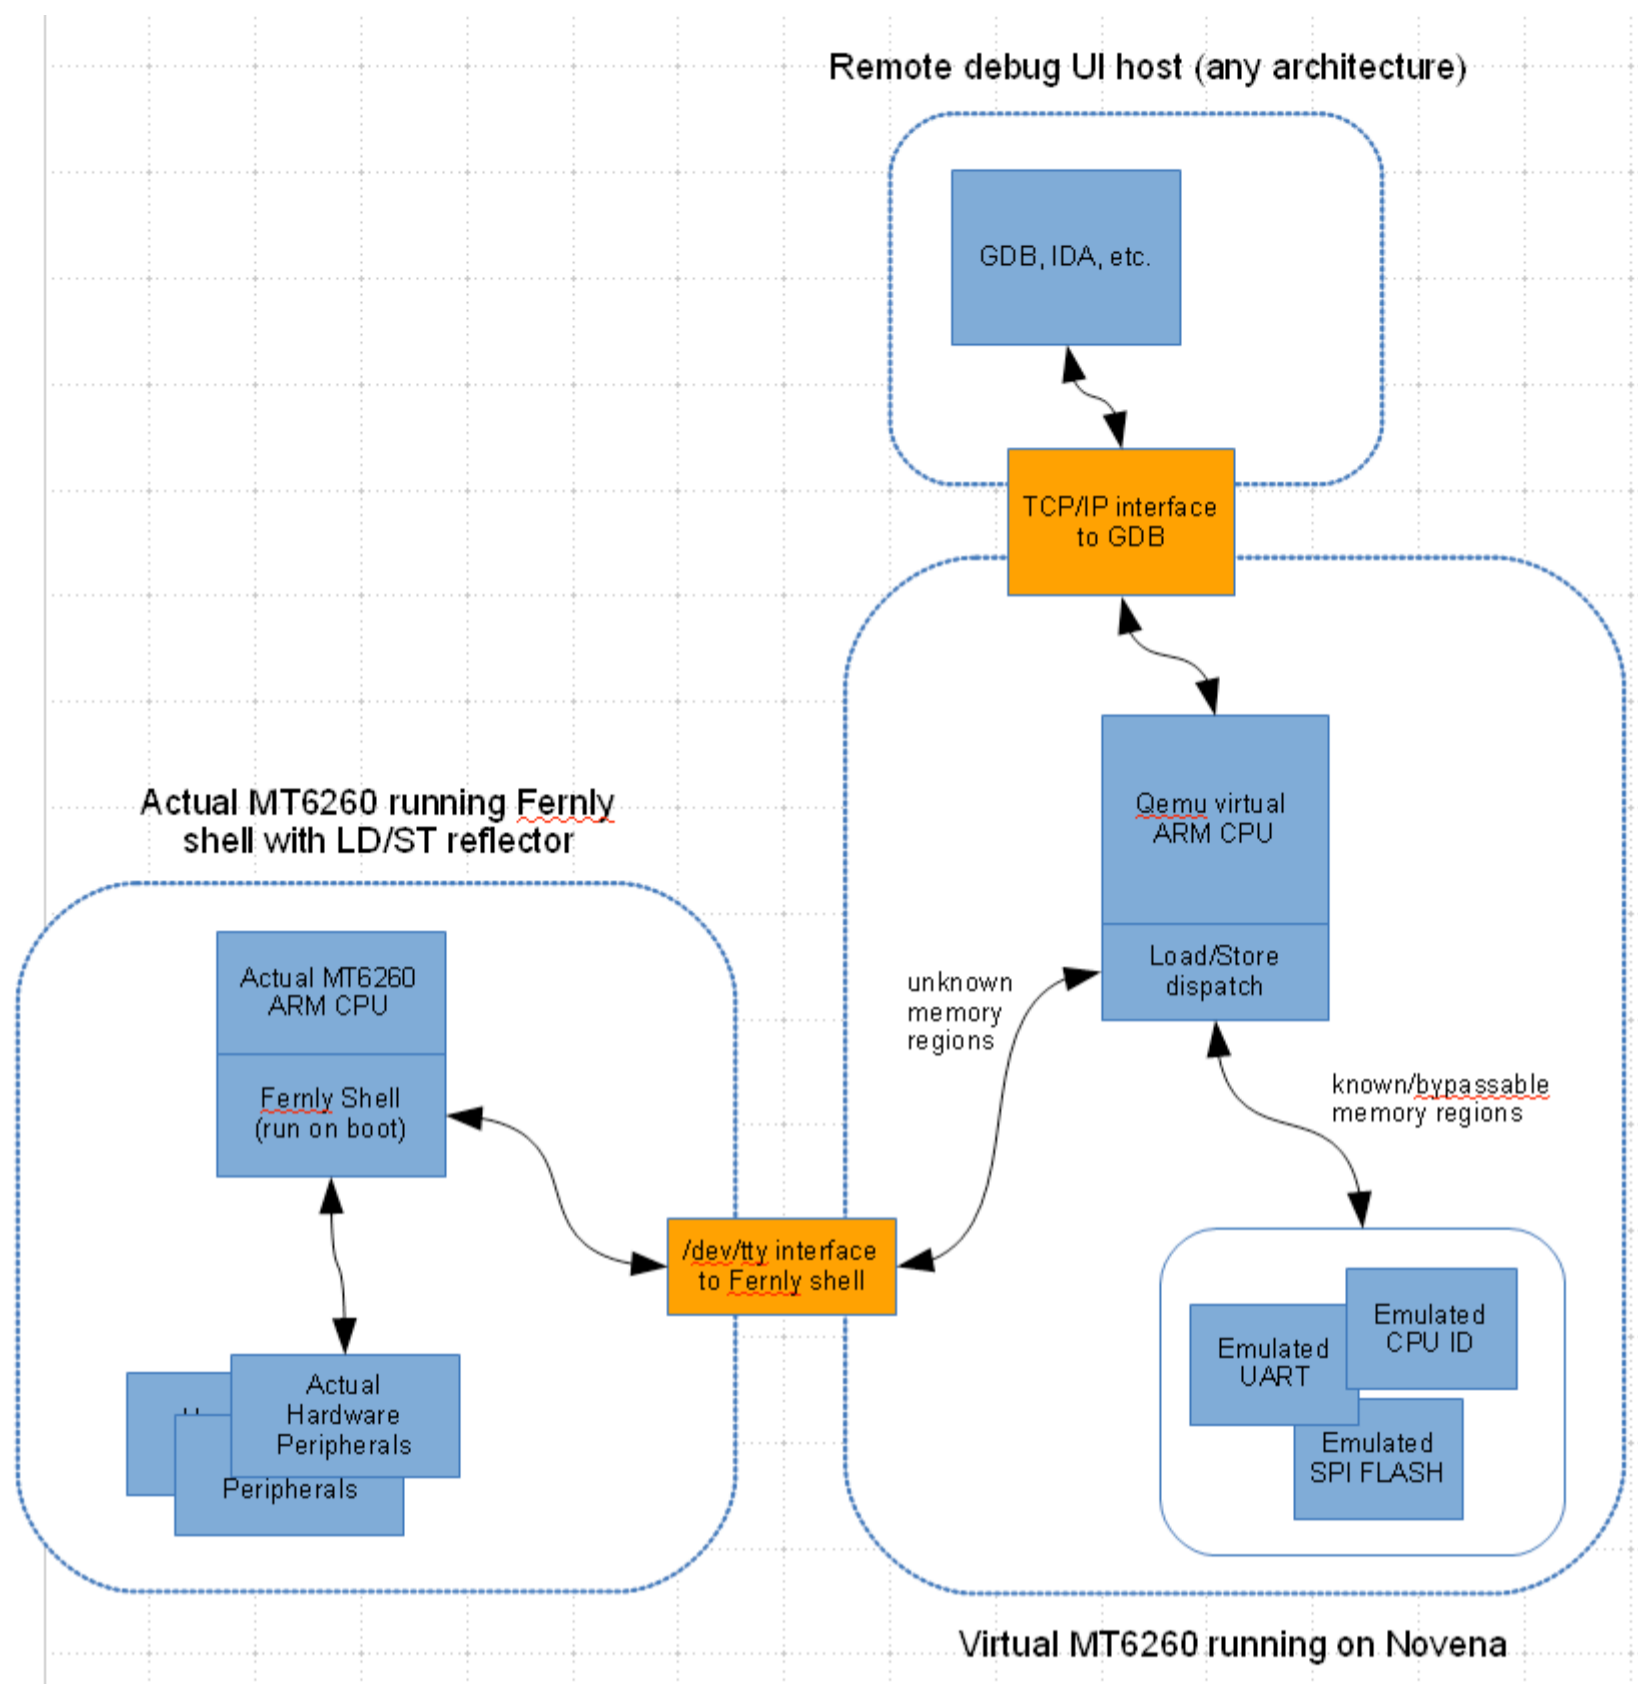 Remote debug UI host (any architecture)
GDB, IDA, etc.
TCP/IP interface
to GDB
Qemu virtual
ARM CPU
Load/Store
dispatch
unknown
memory
regions
known/bypassable
memory regions
Actual MT6260 running Fernly
shell with LD/ST reflector
Actual MT6260
ARM CPU
Fernly Shell
(run on boot)
/dev/tty interface
to Fernly shell
Actual
Hardware
Peripherals
Peripherals
Emulated
CPU ID
Emulated
UART
Emulated
SPI FLASH
Virtual MT6260 running on Novena